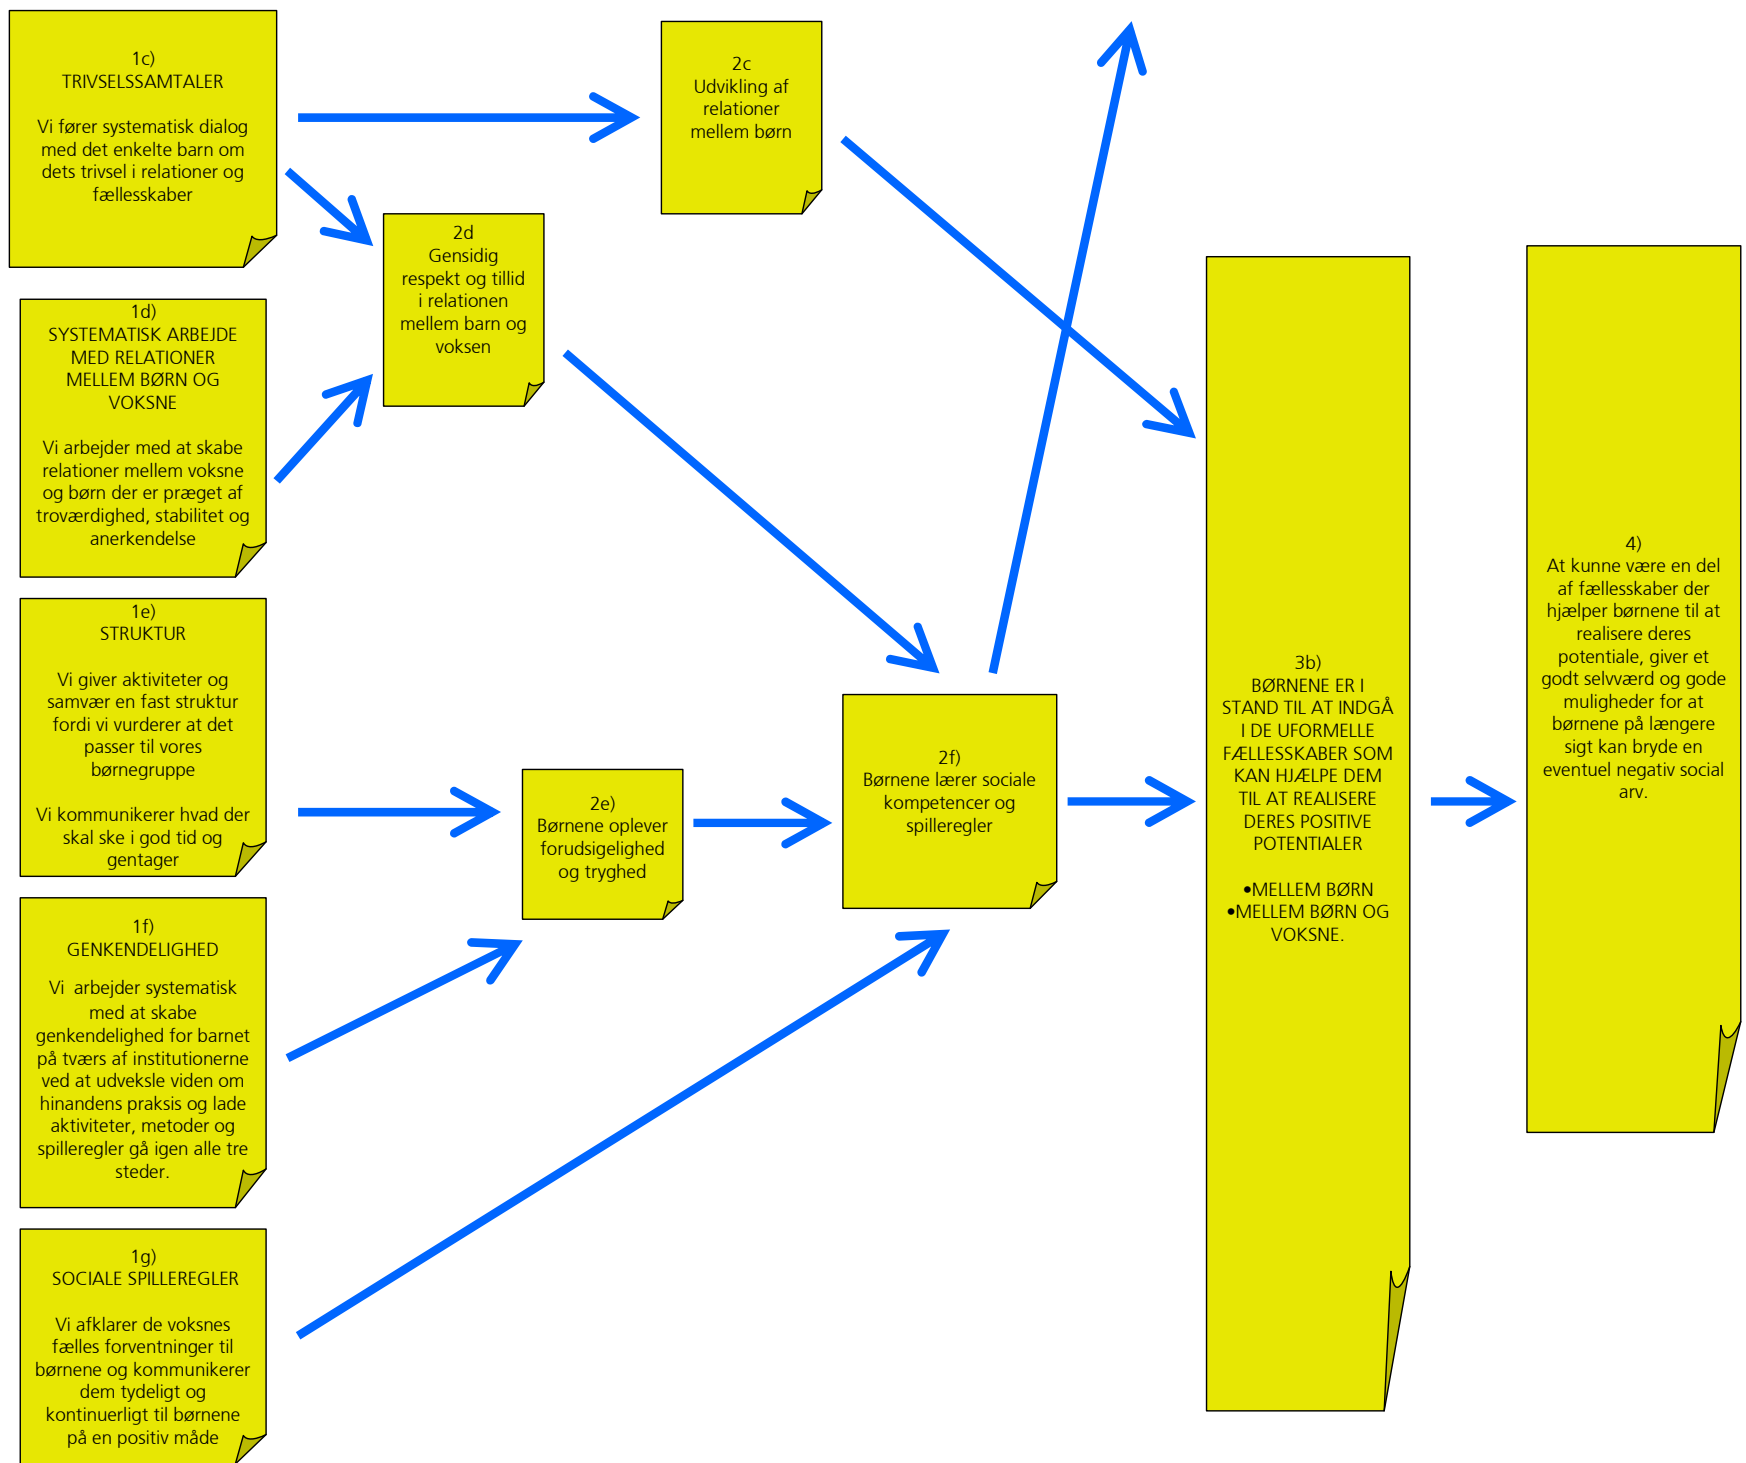 1c)
TRIVSELSSAMTALER
Vi fører systematisk dialog
med det enkelte barn om
dets trivsel i relationer og
fællesskaber
1d)
SYSTEMATISK ARBEJDE
MED RELATIONER
MELLEM BØRN OG
VOKSNE
Vi arbejder med at skabe
relationer mellem voksne
og børn der er præget af
troværdighed, stabilitet og
anerkendelse
1e)
STRUKTUR
Vi giver aktiviteter og
samvær en fast struktur
fordi vi vurderer at det
passer til vores
børnegruppe
Vi kommunikerer hvad der
skal ske i god tid og
gentager
1f)
GENKENDELIGHED
Vi  arbejder systematisk
med at skabe
genkendelighed for barnet
på tværs af institutionerne
ved at udveksle viden om
hinandens praksis og lade
aktiviteter, metoder og
spilleregler gå igen alle tre
steder.
1g)
SOCIALE SPILLEREGLER
Vi afklarer de voksnes
fælles forventninger til
børnene og kommunikerer
dem tydeligt og
kontinuerligt til børnene
på en positiv måde
2c
Udvikling af
relationer
mellem børn
2d
Gensidig
respekt og tillid
i relationen
mellem barn og
voksen
2e)
Børnene oplever
forudsigelighed
og tryghed
2f)
Børnene lærer sociale
kompetencer og
spilleregler
3b)
BØRNENE ER I
STAND TIL AT INDGÅ
I DE UFORMELLE
FÆLLESSKABER SOM
KAN HJÆLPE DEM
TIL AT REALISERE
DERES POSITIVE
POTENTIALER
•MELLEM BØRN
•MELLEM BØRN OG
VOKSNE.
4)
At kunne være en del
af fællesskaber der
hjælper børnene til at
realisere deres
potentiale, giver et
godt selvværd og gode
muligheder for at
børnene på længere
sigt kan bryde en
eventuel negativ social
arv.